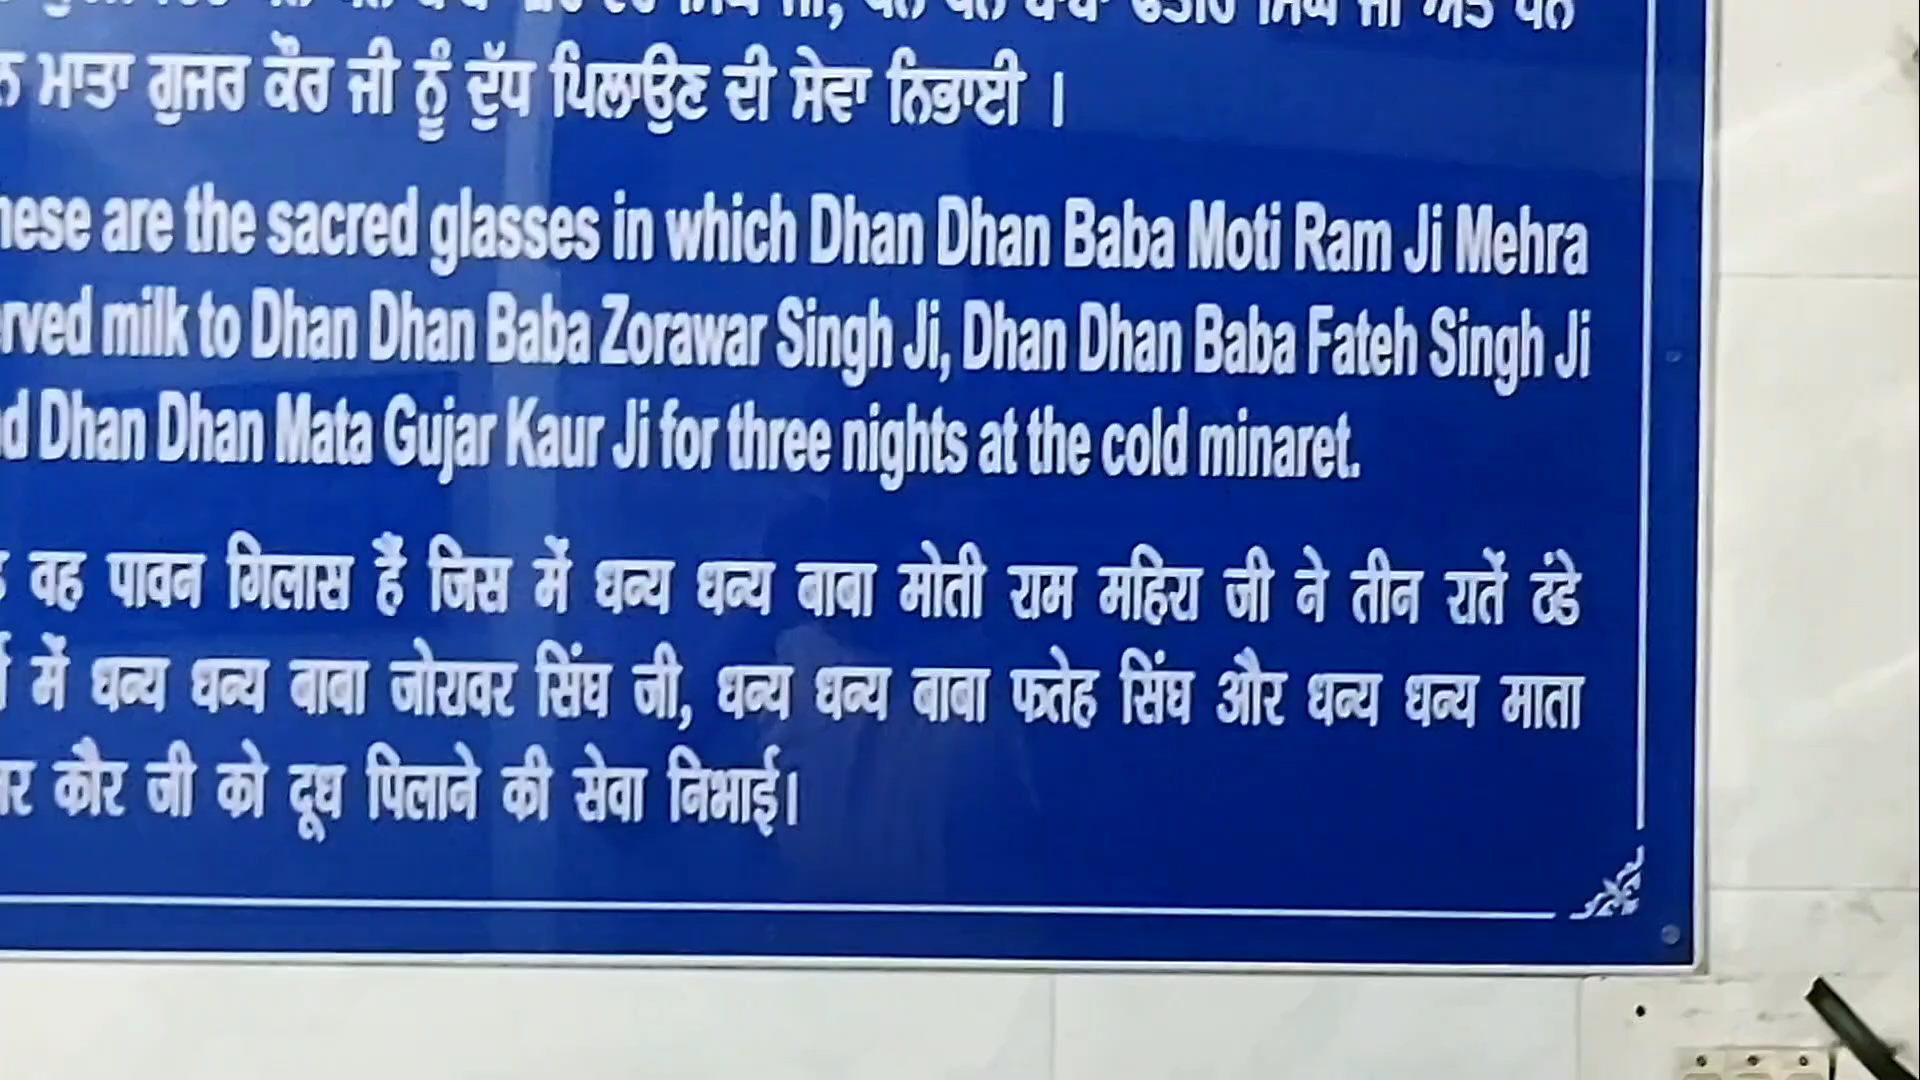 ਮਾਤਾ ਗੁਜਰ ਕੌਰ ਜੀ ਨੂੰ ਦੁੱਧ ਪਿਲਾਉਣ ਦੀ ਸੇਵਾ ਨਿਭਾਈ ।
hese are the sacred glasses in which Dhan Dhan Baba Moti Ram Ji Mehra
rved milk to Dhan Dhan Baba Zorawar Singh Ji, Dhan Dhan Baba Fateh Singh Ji
d Dhan Dhan Mata Gujar Kaur Ji for three nights at the cold minaret.
वह पावन गिलास हैं जिस में धन्य धन्य बाबा मोती राम महिरा जी ने तीन रातें ठंडे
में धन्य धन्य बाबा जोरावर सिंघ जी, धन्य धन्य बाबा फतेह सिंघ और धन्य धन्य माता
कौर जी को दूध पिलाने की सेवा निभाई।